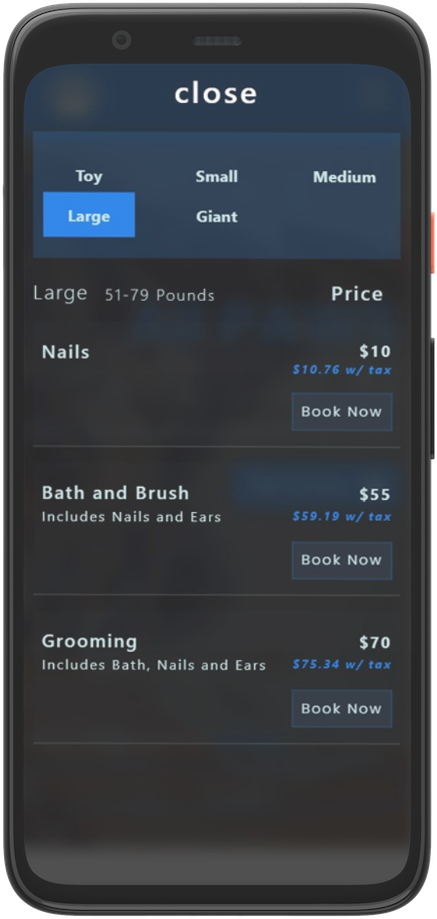 close
Toy Small Medium
Large Giant
Large 51-79 Pounds Price
Nails $10
$10.76 w/ tax
Book Now
Bath and Brush $55
Includes Nails and Ears $59.19 w/ tax
Book Now
Grooming $70
Includes Bath, Nails and Ears $75.34 w/ tax
Book Now